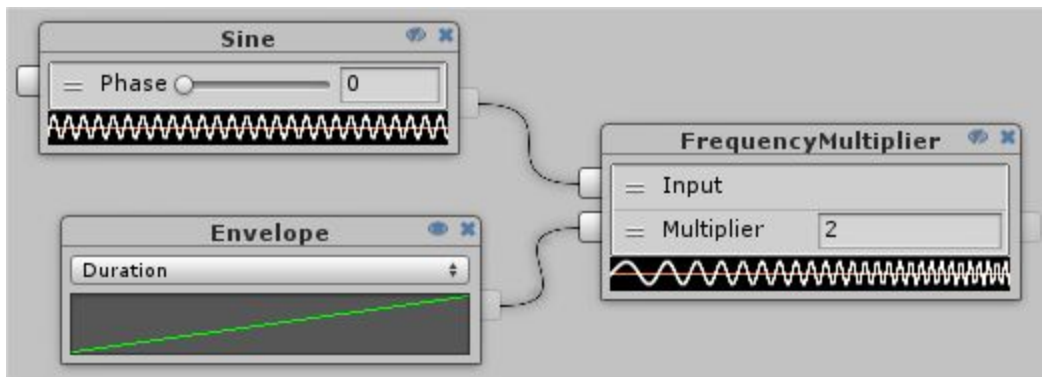 Sine
Phase 0
Envelope
Duration
FrequencyMultiplier
Input
Multiplier 2